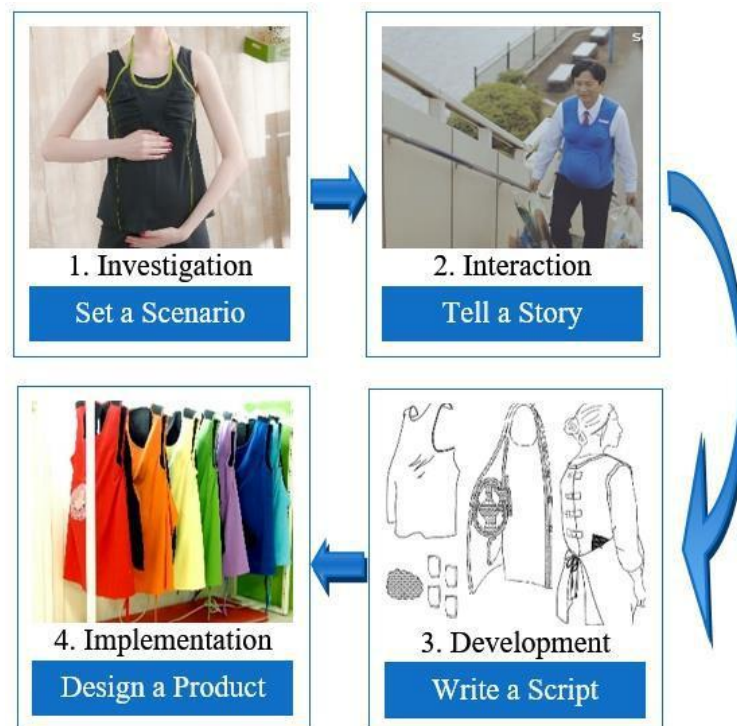 1. Investigation
Set a Scenario
2. Interaction
Tell a Story
3. Development
Write a Script
4. Implementation
Design a Product